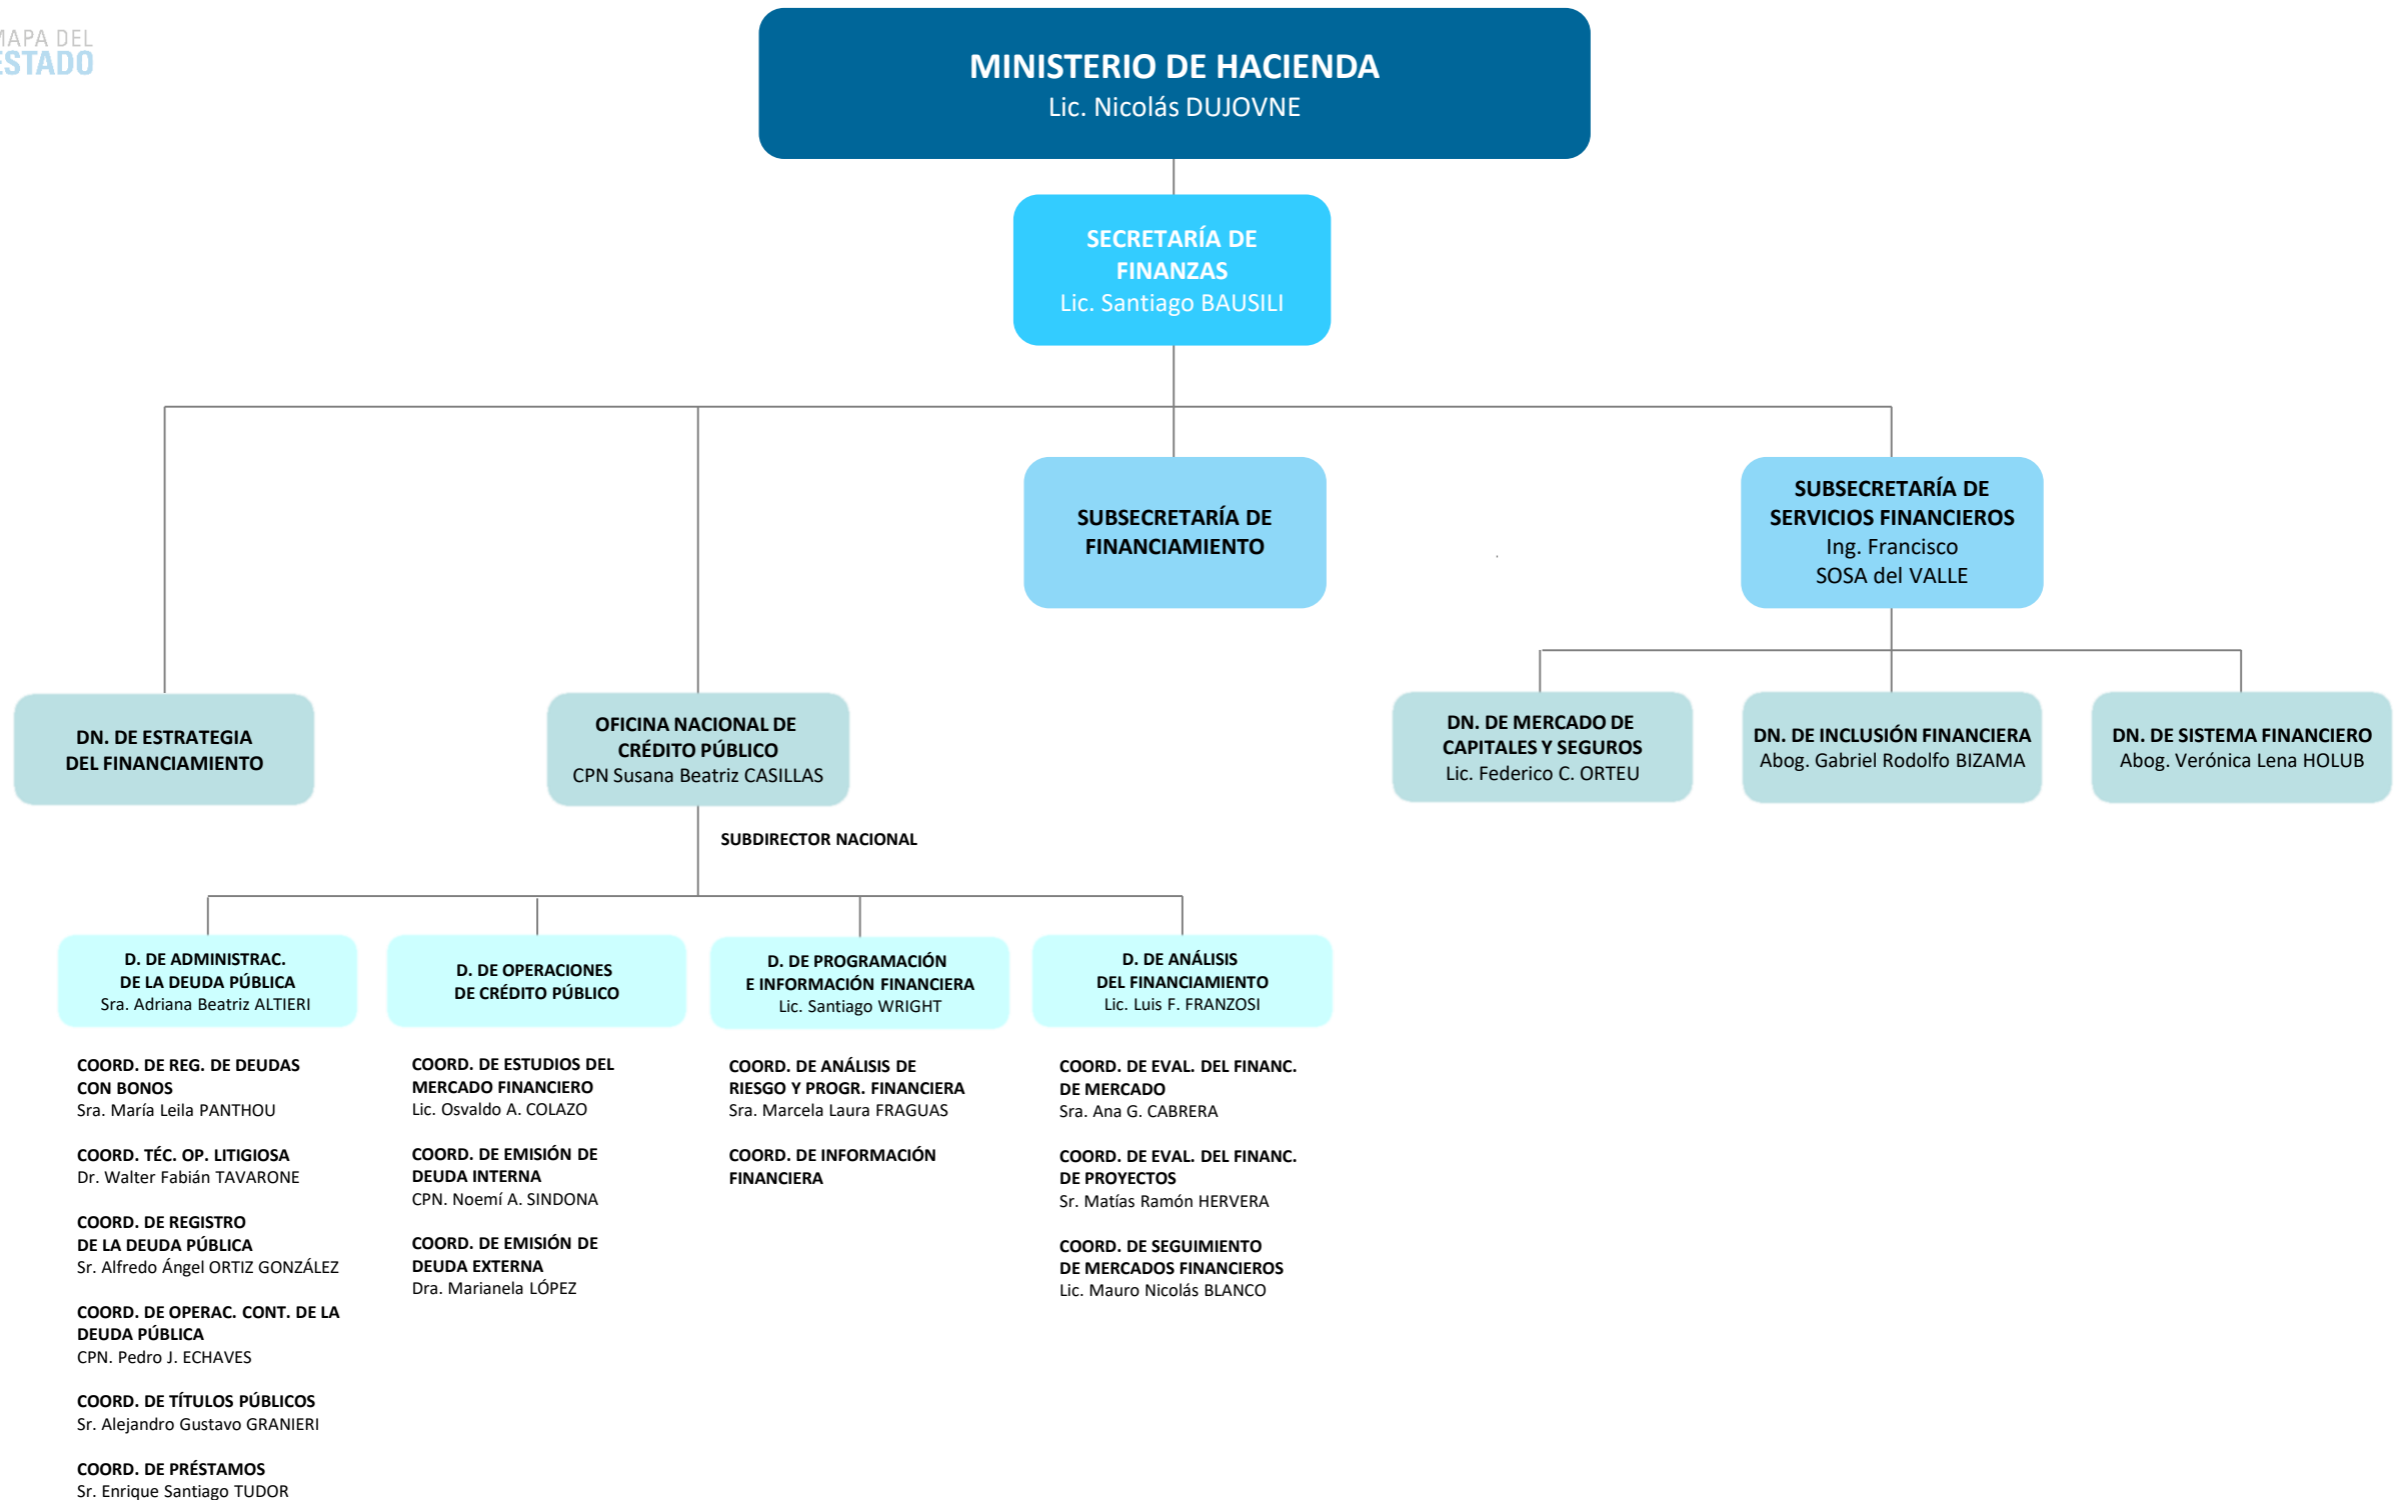 MAPA DEL
ESTADO
MINISTERIO DE HACIENDA
Lic. Nicolás DUJOVNE
SECRETARÍA DE
FINANZAS
Lic. Santiago BAUSILI
SUBSECRETARÍA DE
FINANCIAMIENTO
SUBSECRETARÍA DE
SERVICIOS FINANCIEROS
Ing. Francisco
SOSA del VALLE
DN. DE ESTRATEGIA
DEL FINANCIAMIENTO
OFICINA NACIONAL DE
CRÉDITO PÚBLICO
CPN Susana Beatriz CASILLAS
DN. DE MERCADO DE
CAPITALES Y SEGUROS
Lic. Federico C. ORTEU
DN. DE INCLUSIÓN FINANCIERA
Abog. Gabriel Rodolfo BIZAMA
DN. DE SISTEMA FINANCIERO
Abog. Verónica Lena HOLUB
SUBDIRECTOR NACIONAL
D. DE ADMINISTRAC.
DE LA DEUDA PÚBLICA
Sra. Adriana Beatriz ALTIERI
D. DE OPERACIONES
DE CRÉDITO PÚBLICO
D. DE PROGRAMACIÓN
E INFORMACIÓN FINANCIERA
Lic. Santiago WRIGHT
D. DE ANÁLISIS
DEL FINANCIAMIENTO
Lic. Luis F. FRANZOSI
COORD. DE REG. DE DEUDAS
CON BONOS
Sra. María Leila PANTHOU
COORD. TÉC. OP. LITIGIOSA
Dr. Walter Fabián TAVARONE
COORD. DE REGISTRO
DE LA DEUDA PÚBLICA
Sr. Alfredo Ángel ORTIZ GONZÁLEZ
COORD. DE OPERAC. CONT. DE LA
DEUDA PÚBLICA
CPN. Pedro J. ECHAVES
COORD. DE TÍTULOS PÚBLICOS
Sr. Alejandro Gustavo GRANIERI
COORD. DE PRÉSTAMOS
Sr. Enrique Santiago TUDOR
COORD. DE ESTUDIOS DEL
MERCADO FINANCIERO
Lic. Osvaldo A. COLAZO
COORD. DE EMISIÓN DE
DEUDA INTERNA
CPN. Noemí A. SINDONA
COORD. DE EMISIÓN DE
DEUDA EXTERNA
Dra. Marianela LÓPEZ
COORD. DE ANÁLISIS DE
RIESGO Y PROGR. FINANCIERA
Sra. Marcela Laura FRAGUAS
COORD. DE INFORMACIÓN
FINANCIERA
COORD. DE EVAL. DEL FINANC.
DE MERCADO
Sra. Ana G. CABRERA
COORD. DE EVAL. DEL FINANC.
DE PROYECTOS
Sr. Matías Ramón HERVERA
COORD. DE SEGUIMIENTO
DE MERCADOS FINANCIEROS
Lic. Mauro Nicolás BLANCO